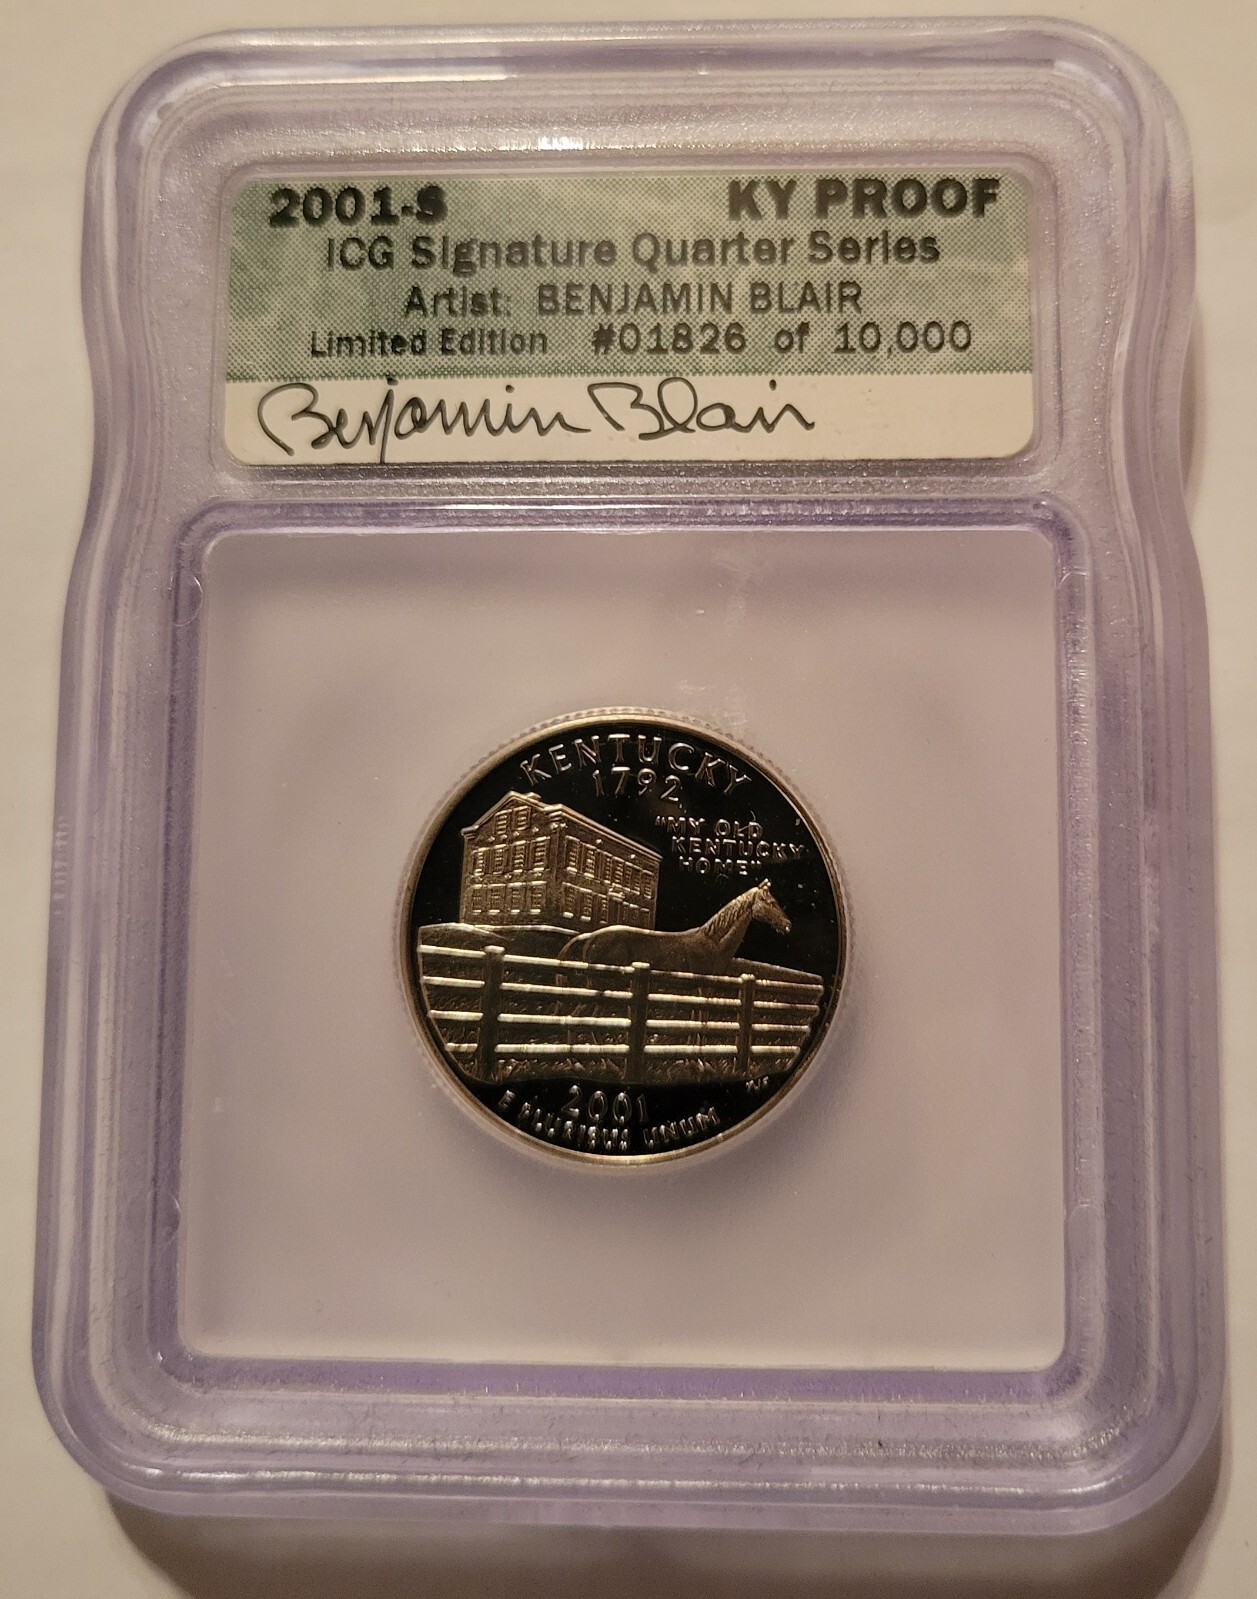 2001-S KY PROOF
ICG Signature Quarter Series
Artist: BENJAMIN BLAIR
Limited Edition #01826 of 10,000
Benjamin Blair
KENTUCKY
1792
"MY OLD
KENTUCKY
HOME"
2001
E PLURIBUS UNUM